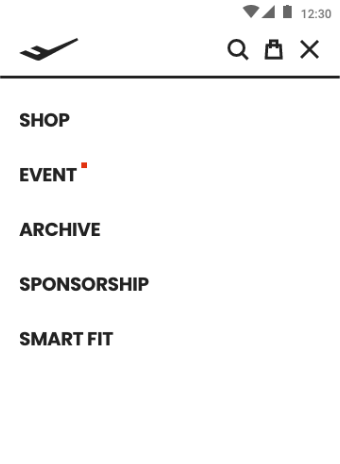 12:30
SHOP
EVENT
ARCHIVE
SPONSORSHIP
SMART FIT